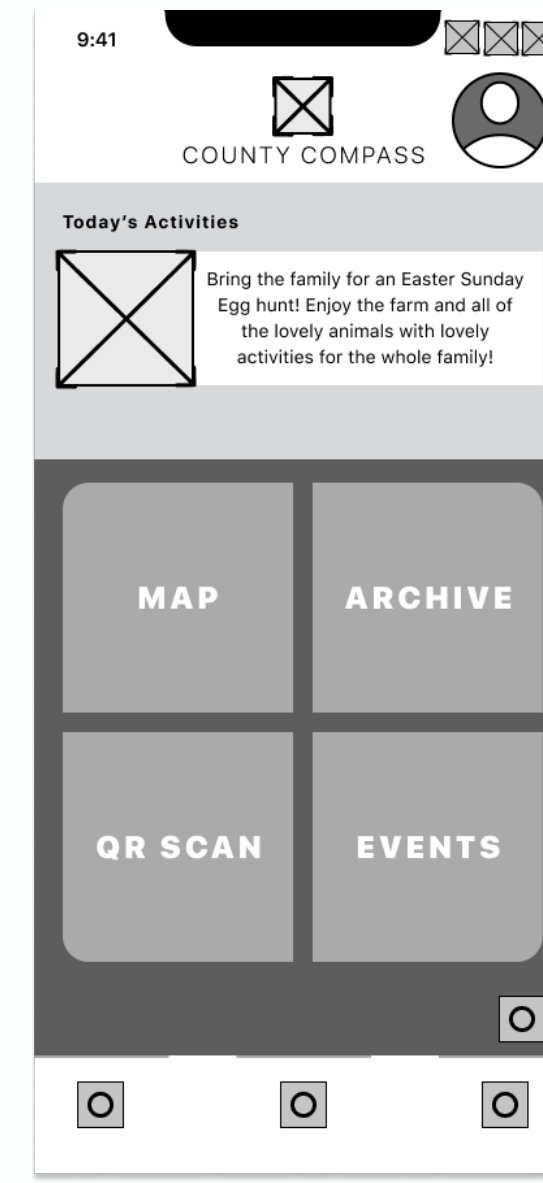 9:41
COUNTY COMPASS
Today's Activities
Bring the family for an Easter Sunday
Egg hunt! Enjoy the farm and all of
the lovely animals with lovely
activities for the whole family!
MAP
ARCHIVE
QR SCAN
EVENTS